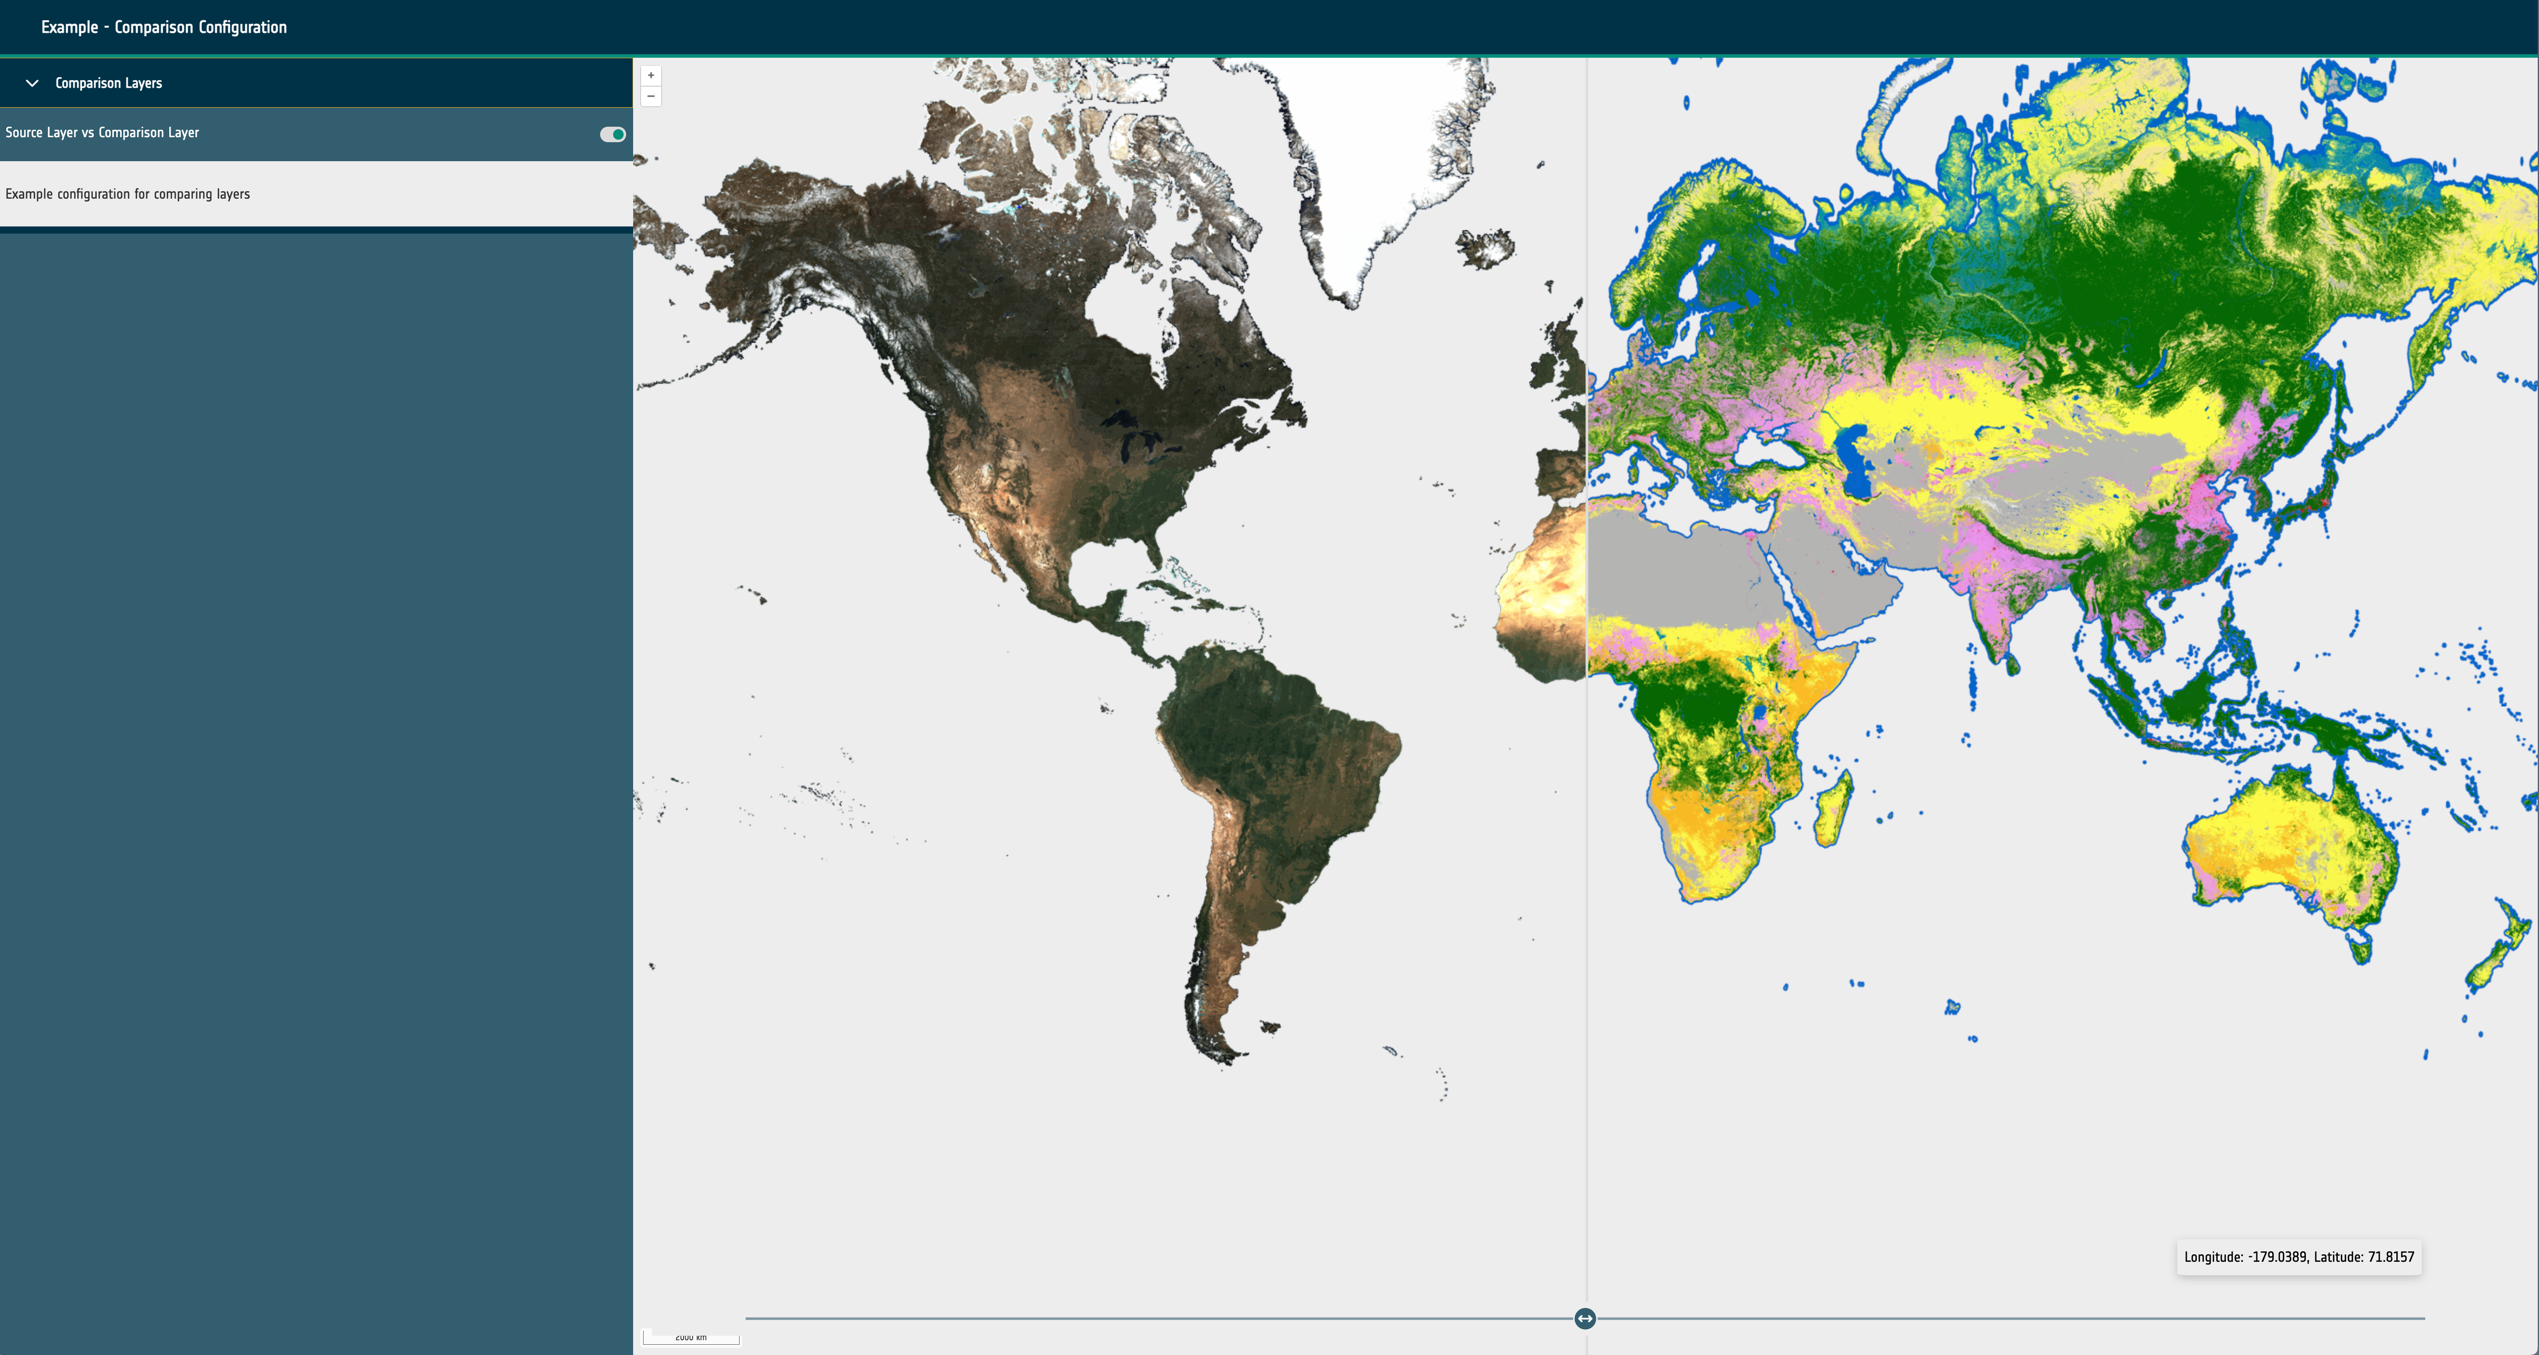 Example - Comparison Configuration
Comparison Layers
Source Layer vs Comparison Layer
Example configuration for comparing layers
+
–
Longitude: -179.0389, Latitude: 71.8157
2000 km